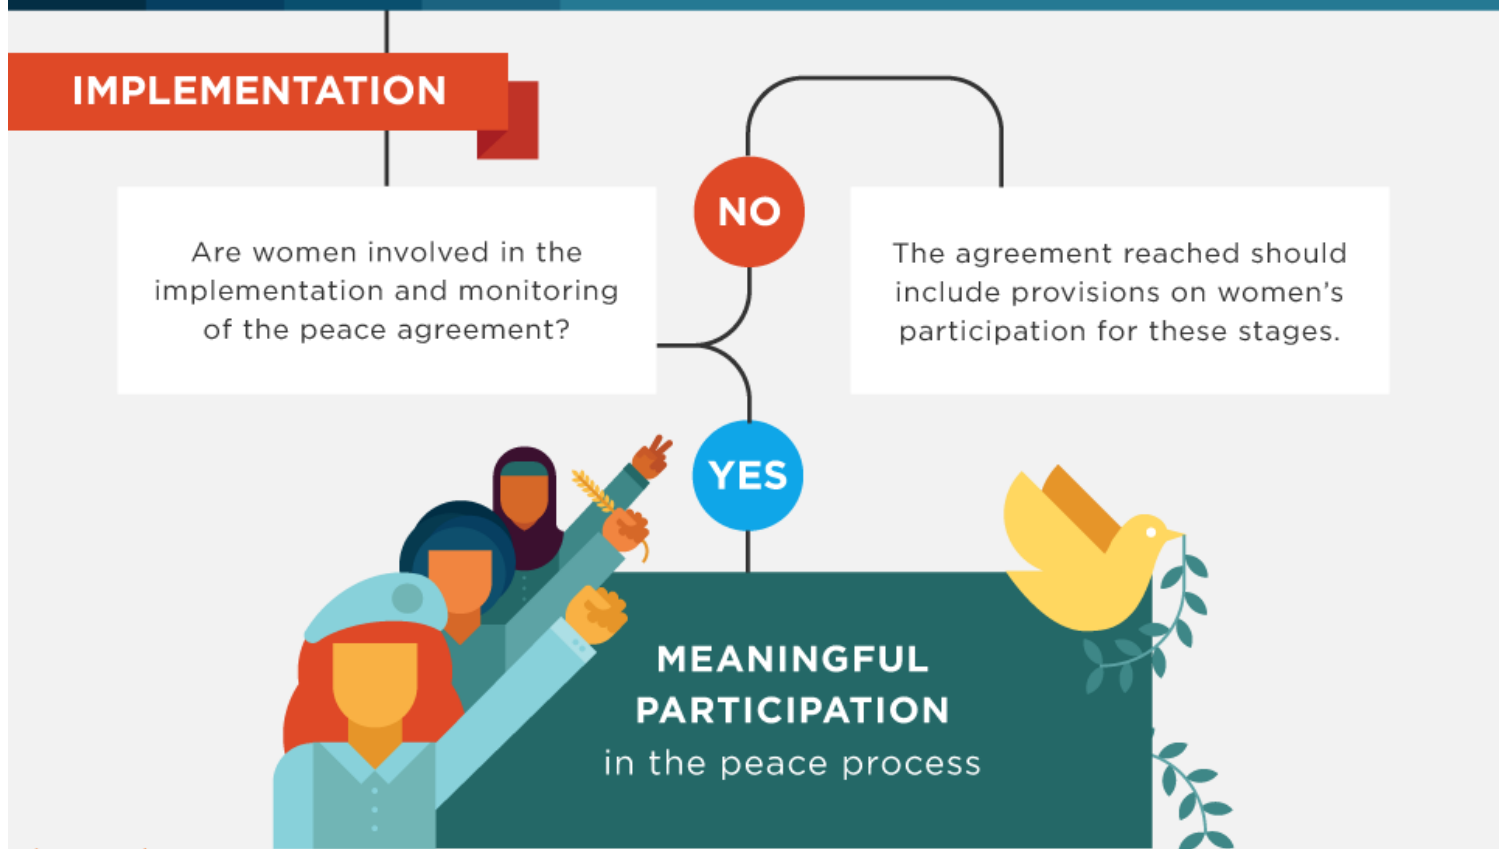 IMPLEMENTATION
Are women involved in the
implementation and monitoring
of the peace agreement?
NO
The agreement reached should
include provisions on women’s
participation for these stages.
YES
MEANINGFUL
PARTICIPATION
in the peace process